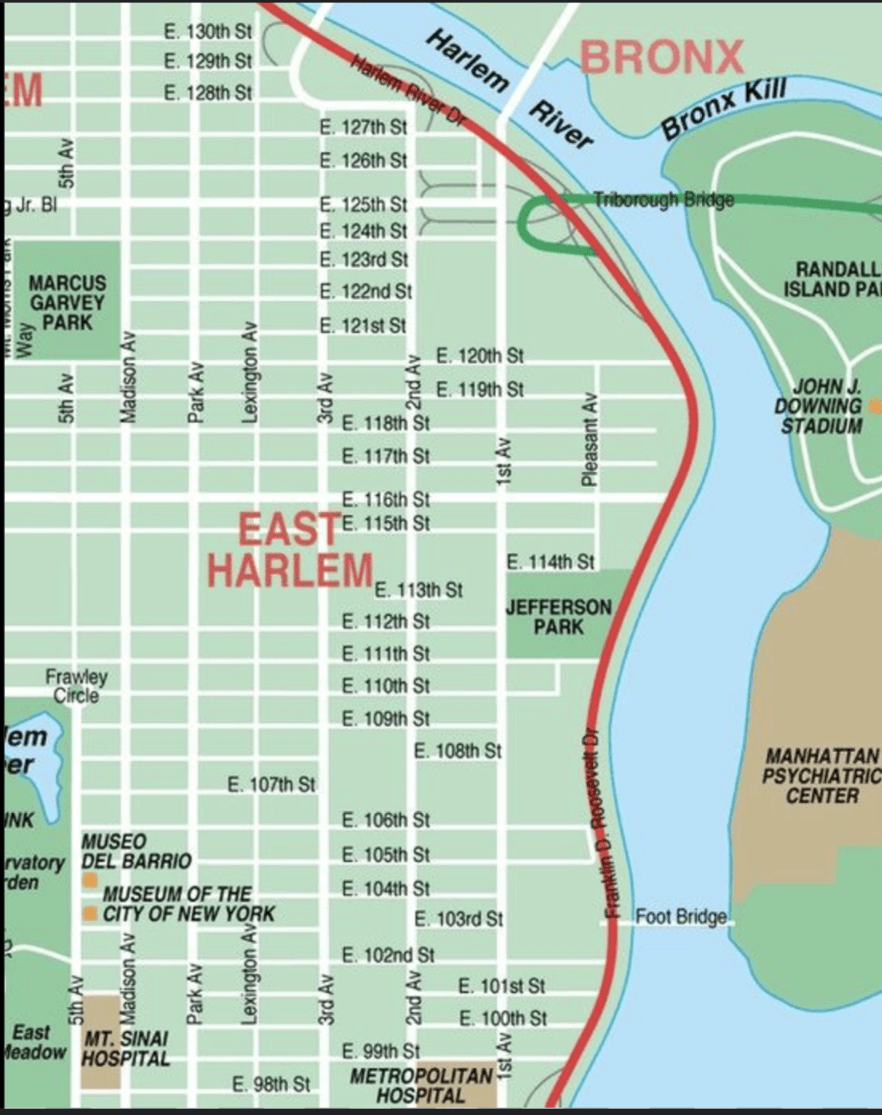 E. 130th St
E. 129th St
E. 128th St
Harlem River Dr
Harlem
River
BRONX
Bronx Kill
EM
5th Av
E. 127th St
E. 126th St
g Jr. Bl
E. 125th St
E. 124th St
E. 123rd St
E. 122nd St
E. 121st St
Triborough Bridge
RANDALL
ISLAND PA
MARCUS
GARVEY
PARK
Way
5th Av
Madison Av
Park Av
Lexington Av
3rd Av
2nd Av
E. 120th St
E. 119th St
E. 118th St
E. 117th St
1st Av
Pleasant Av
JOHN J.
DOWNING
STADIUM
E. 116th St
E. 115th St
EAST
HARLEM
E. 114th St
E. 113th St
JEFFERSON
PARK
E. 112th St
E. 111th St
E. 110th St
Frawley
Circle
E. 109th St
E. 108th St
E. 107th St
lem
er
INK
rvatory
rden
Franklin D. Roosevelt Dr
MANHATTAN
PSYCHIATRIC
CENTER
E. 106th St
E. 105th St
E. 104th St
MUSEO
DEL BARRIO
MUSEUM OF THE
CITY OF NEW YORK
E. 103rd St
Foot Bridge
E. 102nd St
5th Av
Madison Av
Park Av
Lexington Av
3rd Av
2nd Av
1st Av
E. 101st St
E. 100th St
East
Meadow
MT. SINAI
HOSPITAL
E. 99th St
E. 98th St
METROPOLITAN
HOSPITAL